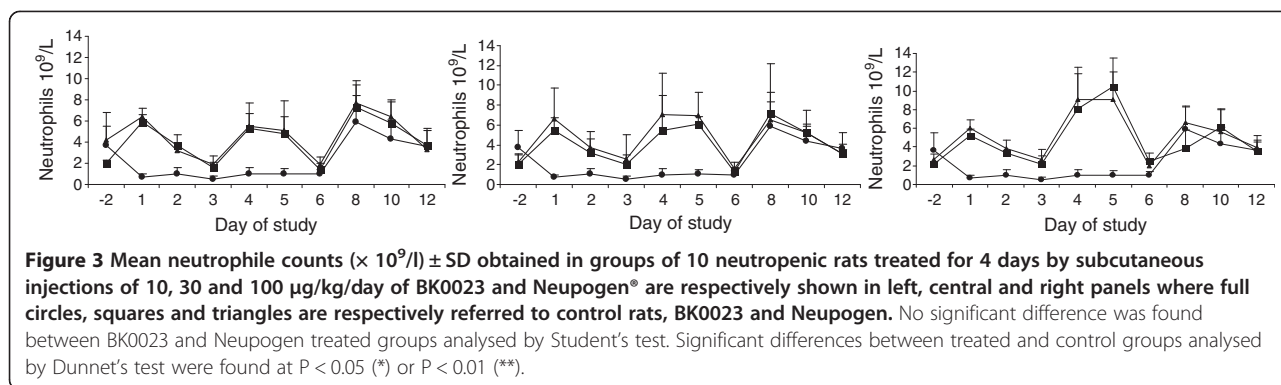 14
12
10
8
6
4
2
0
Neutrophils 10⁹/L
-2 1 2 3 4 5 6 8 10 12
Day of study
14
12
10
8
6
4
2
0
Neutrophils 10⁹/L
-2 1 2 3 4 5 6 8 10 12
Day of study
14
12
10
8
6
4
2
0
Neutrophils 10⁹/L
-2 1 2 3 4 5 6 8 10 12
Day of study
Figure 3 Mean neutrophile counts (× 10⁹/l) ± SD obtained in groups of 10 neutropenic rats treated for 4 days by subcutaneous
injections of 10, 30 and 100 μg/kg/day of BK0023 and Neupogen® are respectively shown in left, central and right panels where full
circles, squares and triangles are respectively referred to control rats, BK0023 and Neupogen. No significant difference was found
between BK0023 and Neupogen treated groups analysed by Student's test. Significant differences between treated and control groups analysed
by Dunnet's test were found at P < 0.05 (*) or P < 0.01 (**).